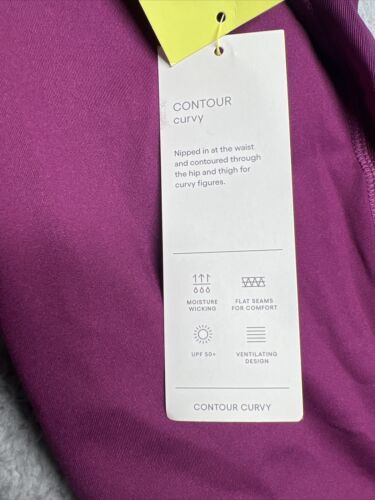 CONTOUR
curvy
Nipped in at the waist
and contoured through
the hip and thigh for
curvy figures.
MOISTURE
WICKING
FLAT SEAMS
FOR COMFORT
UPF 50+
VENTILATING
DESIGN
CONTOUR CURVY